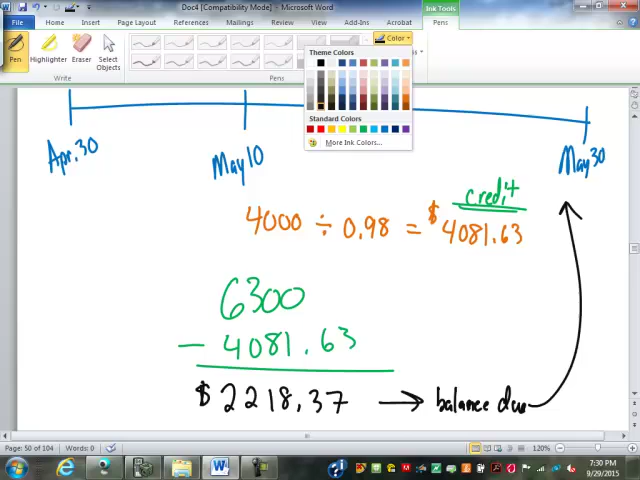 Doc4 [Compatibility Mode] - Microsoft Word
Ink Tools
File Home Insert Page Layout References Mailings Review View Add-Ins Acrobat Pens
Pen Highlighter Eraser Select Objects
Color
Write
Pens
Theme Colors
Standard Colors
More Ink Colors...
Apr.30
May 10
May 30
credit
4000 ÷ 0.98 = $4081.63
6300
- 4081.63
$2218.37 → balance due
Page: 50 of 104 Words: 0 120%
7:30 PM
9/29/2015